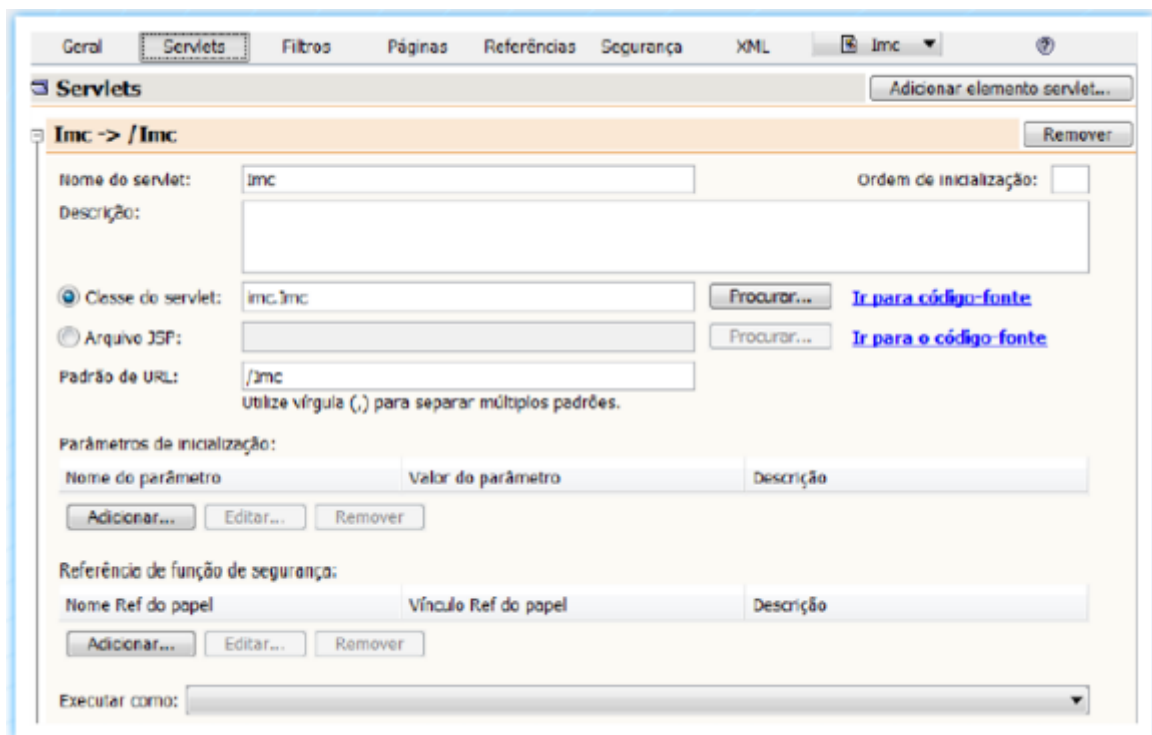 Geral Servlets Filtros Páginas Referências Segurança XML Imc
Servlets Adicionar elemento servlet...
Imc -> /Imc Remover
Nome do servlet: Imc Ordem de inicialização:
Descrição:
Classe do servlet: imc.Imc Procurar... Ir para código-fonte
Arquivo JSP: Procurar... Ir para o código-fonte
Padrão de URL: /Imc
Utilize vírgula (,) para separar múltiplos padrões.
Parâmetros de inicialização:
Nome do parâmetro Valor do parâmetro Descrição
Adicionar... Editar... Remover
Referência de função de segurança:
Nome Ref do papel Vínculo Ref do papel Descrição
Adicionar... Editar... Remover
Executar como: